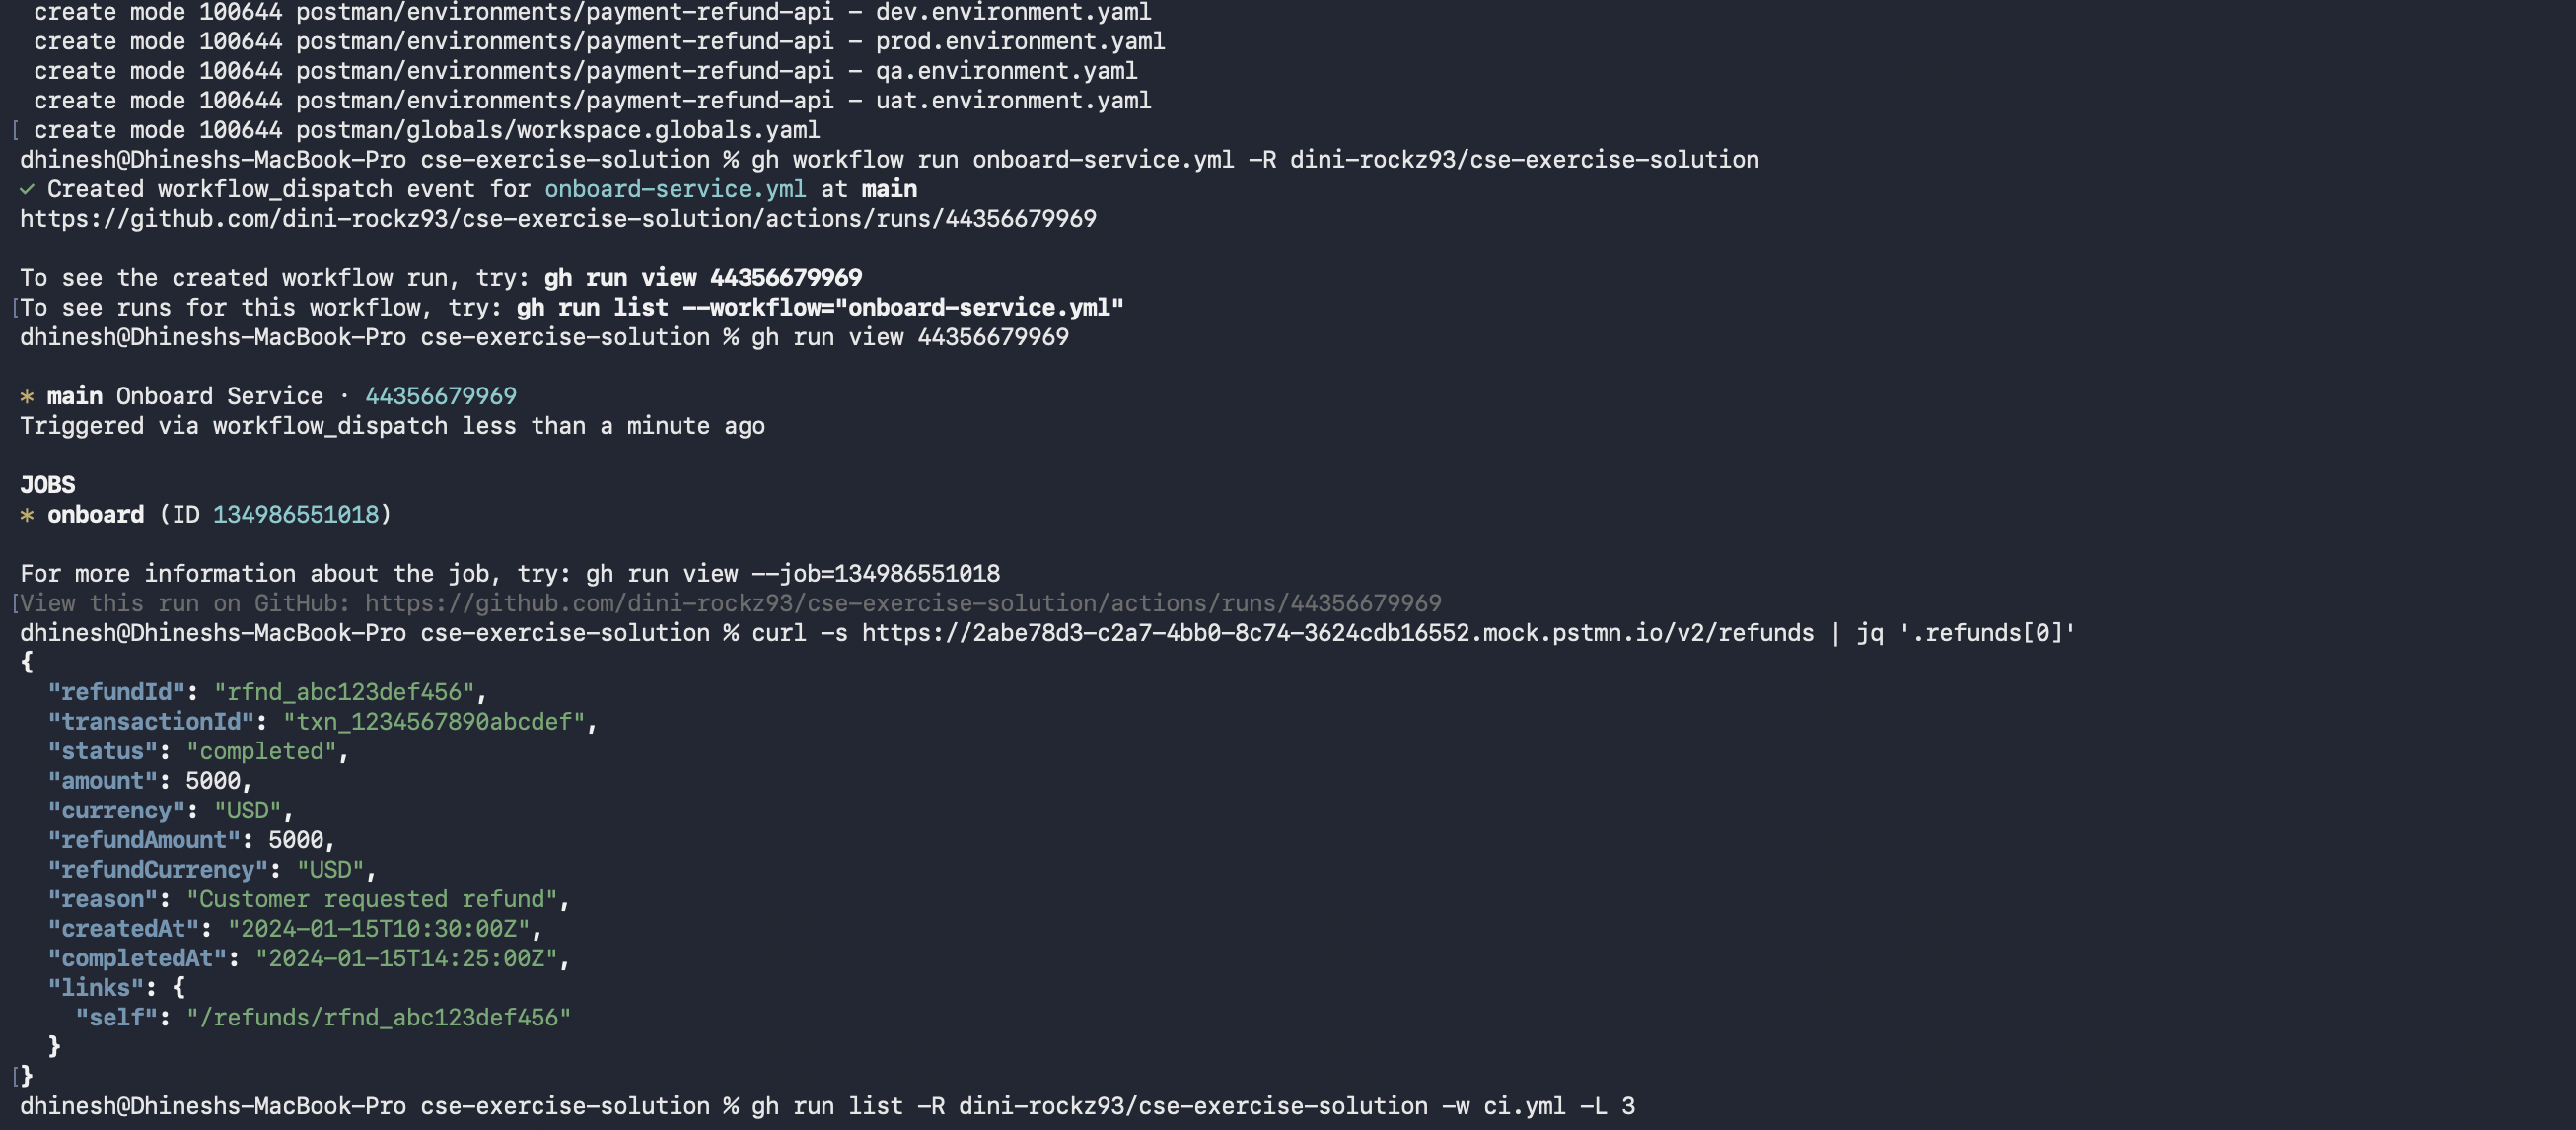 create mode 100644 postman/environments/payment-refund-api - dev.environment.yaml
create mode 100644 postman/environments/payment-refund-api - prod.environment.yaml
create mode 100644 postman/environments/payment-refund-api - qa.environment.yaml
create mode 100644 postman/environments/payment-refund-api - uat.environment.yaml
[ create mode 100644 postman/globals/workspace.globals.yaml
dhinesh@Dhineshs-MacBook-Pro cse-exercise-solution % gh workflow run onboard-service.yml -R dini-rockz93/cse-exercise-solution
✓ Created workflow_dispatch event for onboard-service.yml at main
https://github.com/dini-rockz93/cse-exercise-solution/actions/runs/44356679969
To see the created workflow run, try: gh run view 44356679969
[To see runs for this workflow, try: gh run list --workflow="onboard-service.yml"
dhinesh@Dhineshs-MacBook-Pro cse-exercise-solution % gh run view 44356679969
* main Onboard Service · 44356679969
Triggered via workflow_dispatch less than a minute ago
JOBS
* onboard (ID 134986551018)
For more information about the job, try: gh run view --job=134986551018
[View this run on GitHub: https://github.com/dini-rockz93/cse-exercise-solution/actions/runs/44356679969
dhinesh@Dhineshs-MacBook-Pro cse-exercise-solution % curl -s https://2abe78d3-c2a7-4bb0-8c74-3624cdb16552.mock.pstmn.io/v2/refunds | jq '.refunds[0]'
{
  "refundId": "rfnd_abc123def456",
  "transactionId": "txn_1234567890abcdef",
  "status": "completed",
  "amount": 5000,
  "currency": "USD",
  "refundAmount": 5000,
  "refundCurrency": "USD",
  "reason": "Customer requested refund",
  "createdAt": "2024-01-15T10:30:00Z",
  "completedAt": "2024-01-15T14:25:00Z",
  "links": {
    "self": "/refunds/rfnd_abc123def456"
  }
[}
dhinesh@Dhineshs-MacBook-Pro cse-exercise-solution % gh run list -R dini-rockz93/cse-exercise-solution -w ci.yml -L 3